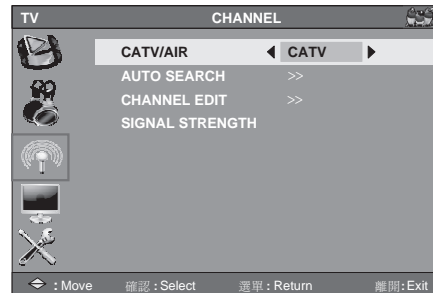 TV CHANNEL
CATV/AIR CATV
AUTO SEARCH >>
CHANNEL EDIT >>
SIGNAL STRENGTH
: Move 確認 : Select 選單 : Return 離開: Exit